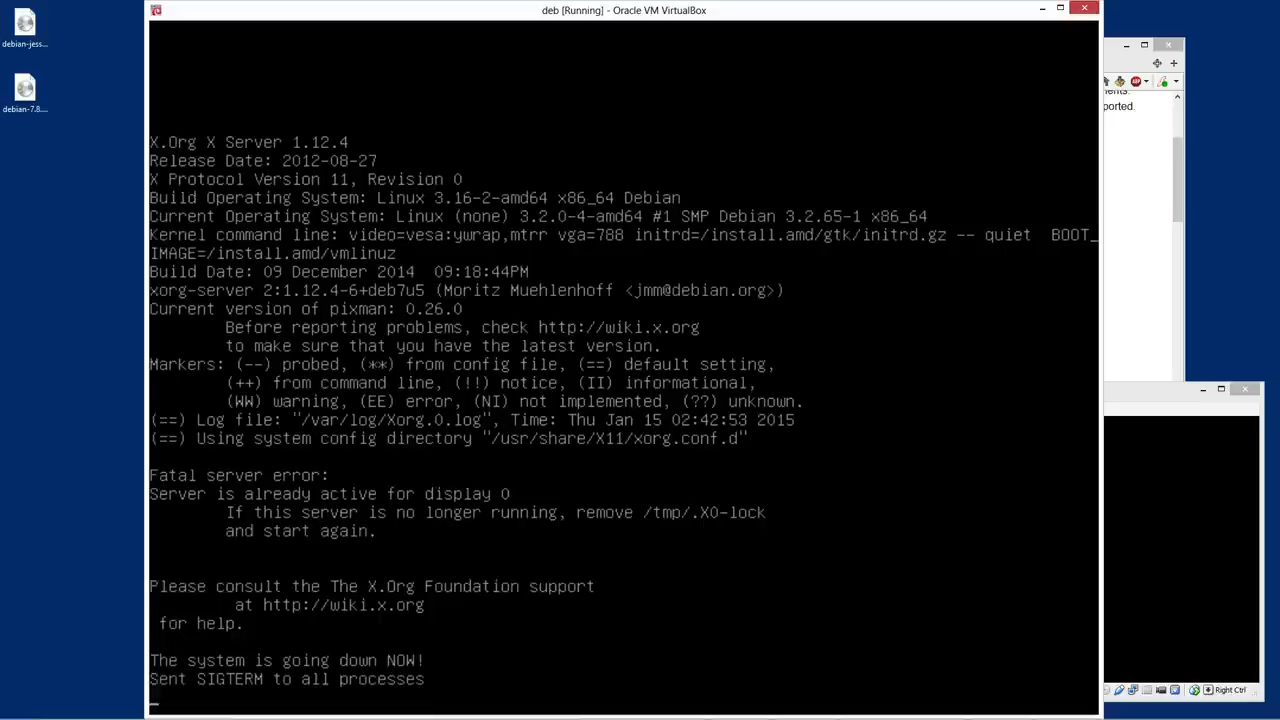 deb [Running] - Oracle VM VirtualBox
debian-jess...
debian-7.8....
ported.
X.Org X Server 1.12.4
Release Date: 2012-08-27
X Protocol Version 11, Revision 0
Build Operating System: Linux 3.16-2-amd64 x86_64 Debian
Current Operating System: Linux (none) 3.2.0-4-amd64 #1 SMP Debian 3.2.65-1 x86_64
Kernel command line: video=vesa:ywrap,mtrr vga=788 initrd=/install.amd/gtk/initrd.gz -- quiet  BOOT_
IMAGE=/install.amd/vmlinuz
Build Date: 09 December 2014  09:18:44PM
xorg-server 2:1.12.4-6+deb7u5 (Moritz Muehlenhoff <jmm@debian.org>)
Current version of pixman: 0.26.0
Before reporting problems, check http://wiki.x.org
to make sure that you have the latest version.
Markers: (--) probed, (**) from config file, (==) default setting,
(++) from command line, (!!) notice, (II) informational,
(WW) warning, (EE) error, (NI) not implemented, (??) unknown.
(==) Log file: "/var/log/Xorg.0.log", Time: Thu Jan 15 02:42:53 2015
(==) Using system config directory "/usr/share/X11/xorg.conf.d"
Fatal server error:
Server is already active for display 0
If this server is no longer running, remove /tmp/.X0-lock
and start again.
Please consult the The X.Org Foundation support
at http://wiki.x.org
for help.
The system is going down NOW!
Sent SIGTERM to all processes
Right Ctrl